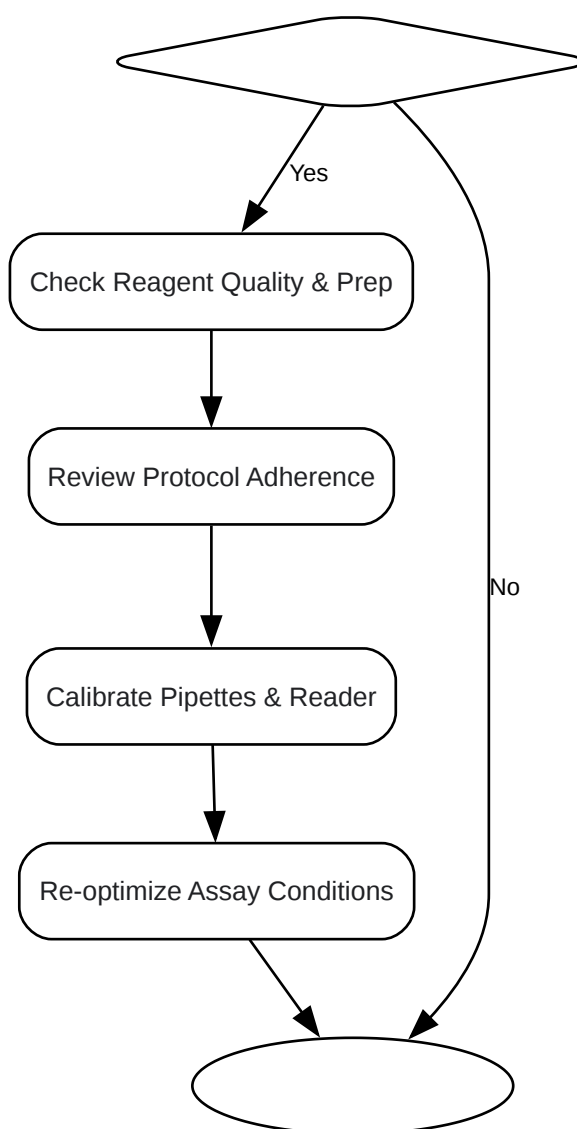 Yes
Check Reagent Quality & Prep
Review Protocol Adherence
No
Calibrate Pipettes & Reader
Re-optimize Assay Conditions